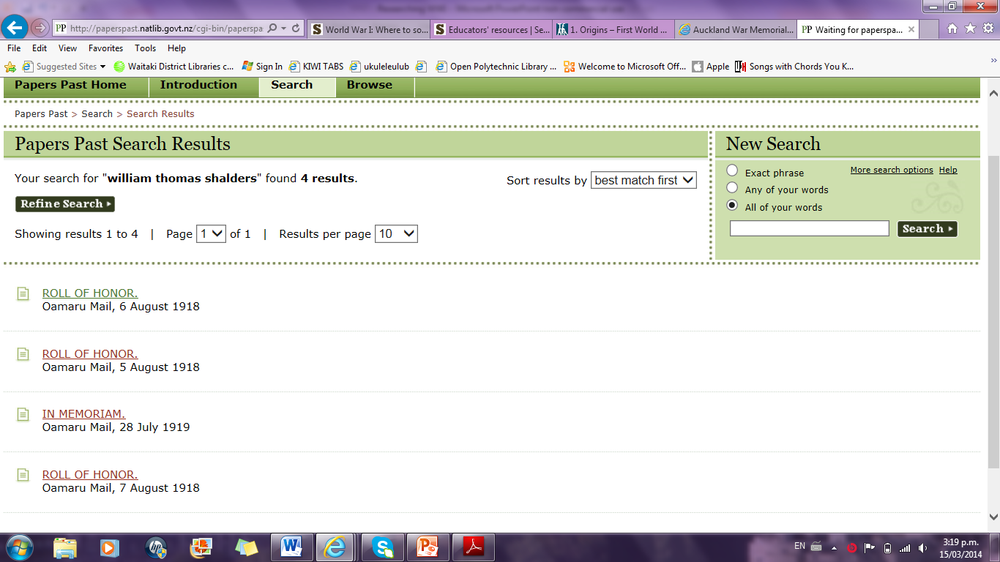 http://paperspast.natlib.govt.nz/cgi-bin/paperspa:
World War I: Where to so...
Educators' resources | Se...
1. Origins – First World ...
Auckland War Memorial...
PP Waiting for paperspa...
File Edit View Favorites Tools Help
Suggested Sites Waitaki District Libraries c... Sign In KIWI TABS ukuleleulub Open Polytechnic Library ... Welcome to Microsoft Off... Apple Songs with Chords You K...
Papers Past Home Introduction Search Browse
Papers Past > Search > Search Results
Papers Past Search Results
Your search for "william thomas shalders" found 4 results.
Sort results by best match first
Refine Search
Showing results 1 to 4 | Page 1 of 1 | Results per page 10
New Search
Exact phrase
More search options Help
Any of your words
All of your words
Search
ROLL OF HONOR.
Oamaru Mail, 6 August 1918
ROLL OF HONOR.
Oamaru Mail, 5 August 1918
IN MEMORIAM.
Oamaru Mail, 28 July 1919
ROLL OF HONOR.
Oamaru Mail, 7 August 1918
EN
3:19 p.m.
15/03/2014